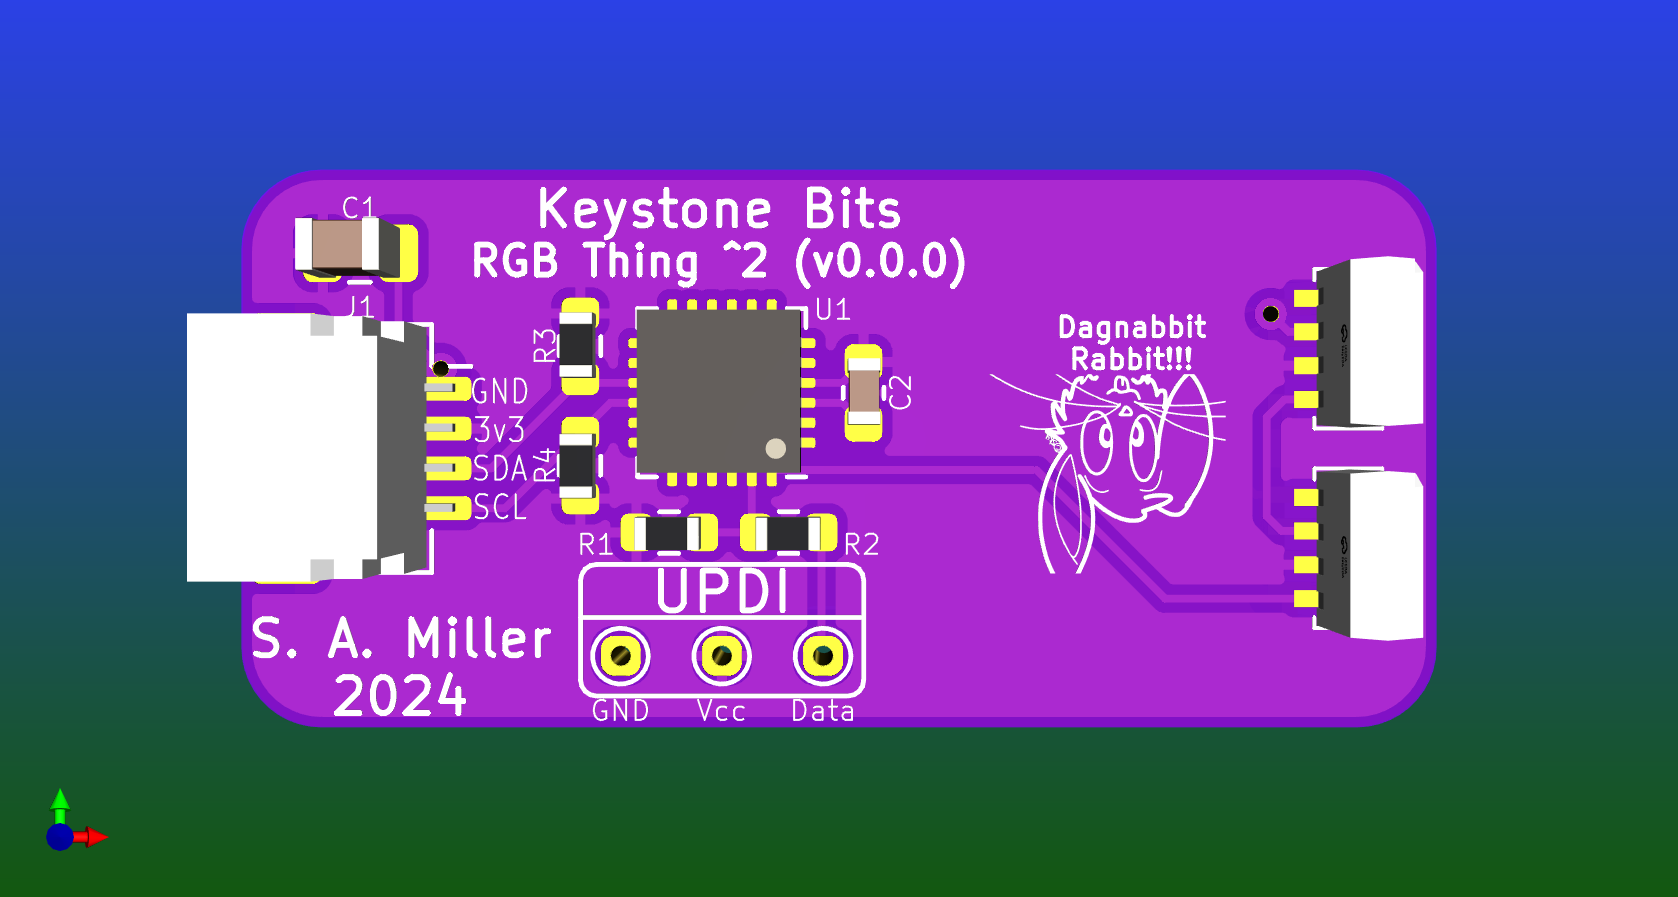 Keystone Bits
RGB Thing ^2 (v0.0.0)
C1
J1
GND
3v3
SDA
SCL
R3
R4
U1
C2
R1
R2
Dagnabbit
Rabbit!!!
UPDI
GND Vcc Data
S. A. Miller
2024